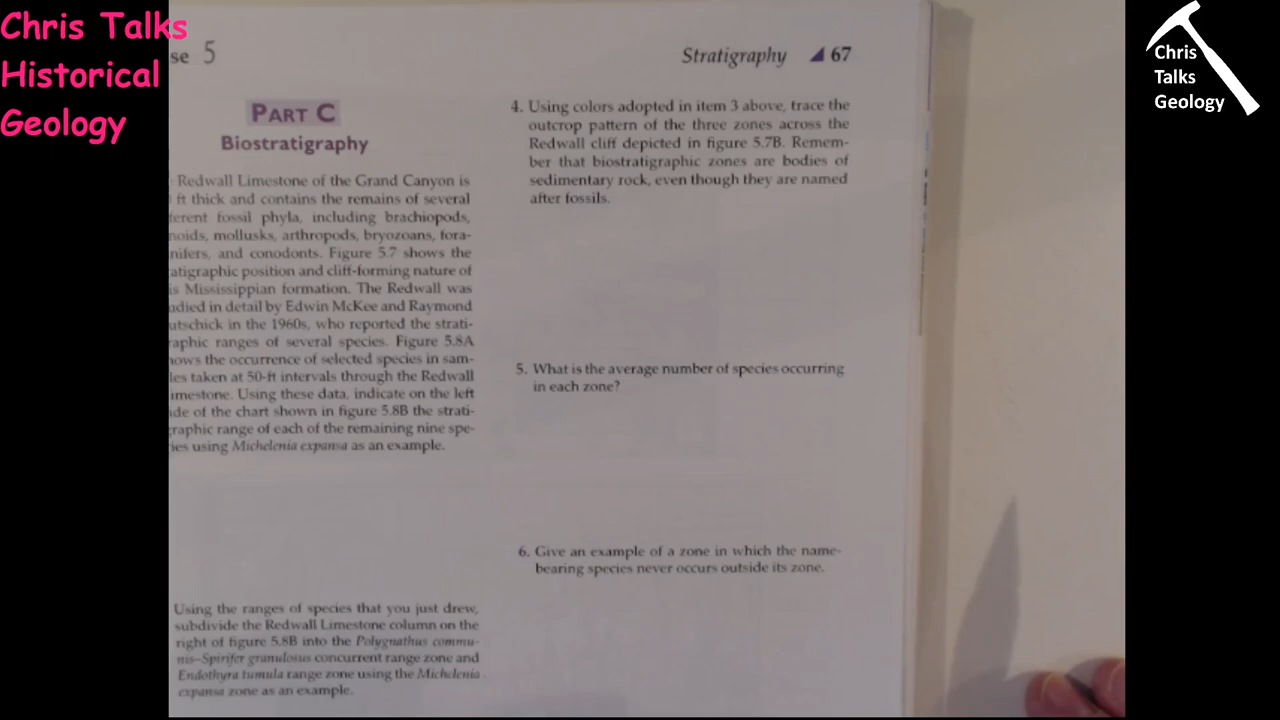 Chris Talks
Historical
Geology
Chris
Talks
Geology
se 5
Stratigraphy 67
PART C
Biostratigraphy
Redwall Limestone of the Grand Canyon is
ft thick and contains the remains of several
ferent fossil phyla, including brachiopods,
noids, mollusks, arthropods, bryozoans, fora-
nifers, and conodonts. Figure 5.7 shows the
atigraphic position and cliff-forming nature of
is Mississippian formation. The Redwall was
udied in detail by Edwin McKee and Raymond
utschick in the 1960s, who reported the strati-
raphic ranges of several species. Figure 5.8A
hows the occurrence of selected species in sam-
les taken at 50-ft intervals through the Redwall
imestone. Using these data, indicate on the left
ide of the chart shown in figure 5.8B the strati-
graphic range of each of the remaining nine spe-
ies using Michelenia expansa as an example.
Using the ranges of species that you just drew,
subdivide the Redwall Limestone column on the
right of figure 5.8B into the Polygnathus commu-
nis–Spirifer granulosus concurrent range zone and
Endothyra tumula range zone using the Michelenia
expansa zone as an example.
4. Using colors adopted in item 3 above, trace the
outcrop pattern of the three zones across the
Redwall cliff depicted in figure 5.7B. Remem-
ber that biostratigraphic zones are bodies of
sedimentary rock, even though they are named
after fossils.
5. What is the average number of species occurring
in each zone?
6. Give an example of a zone in which the name-
bearing species never occurs outside its zone.